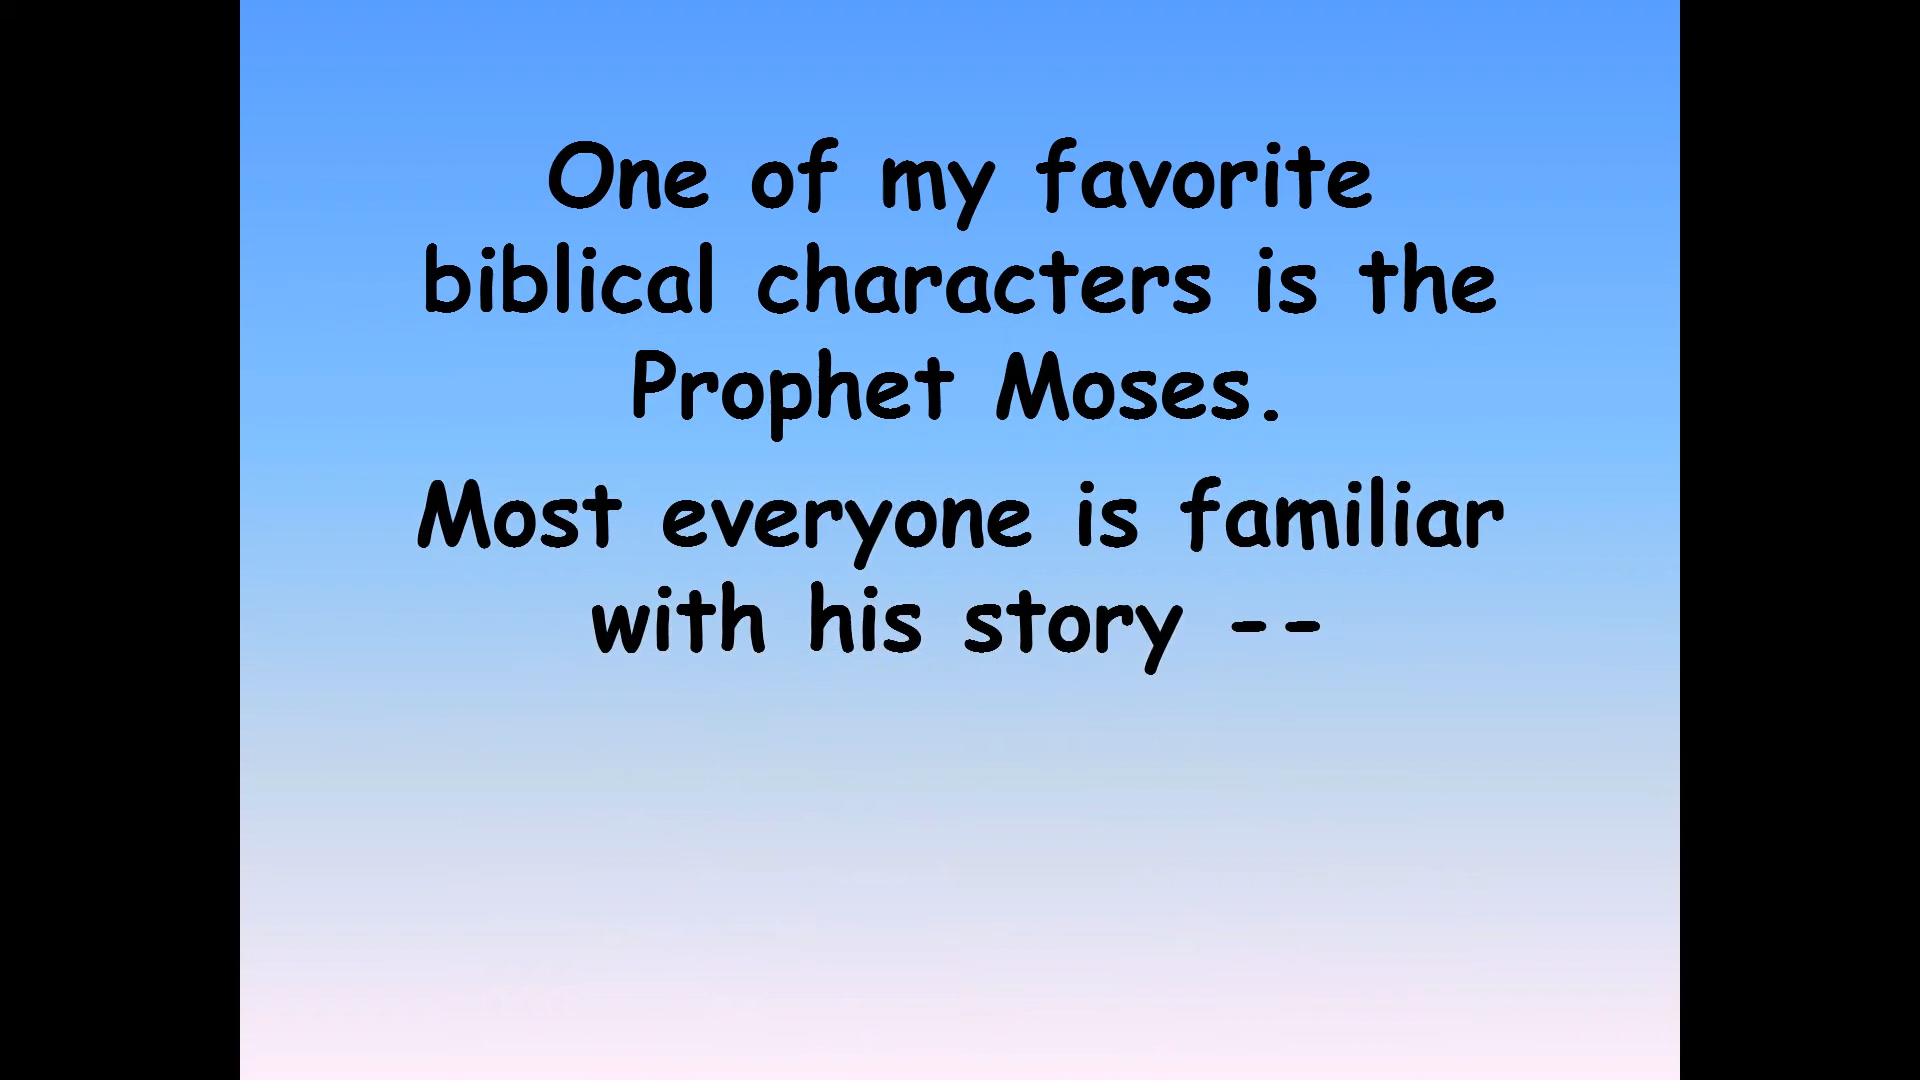 One of my favorite
biblical characters is the
Prophet Moses.
Most everyone is familiar
with his story --